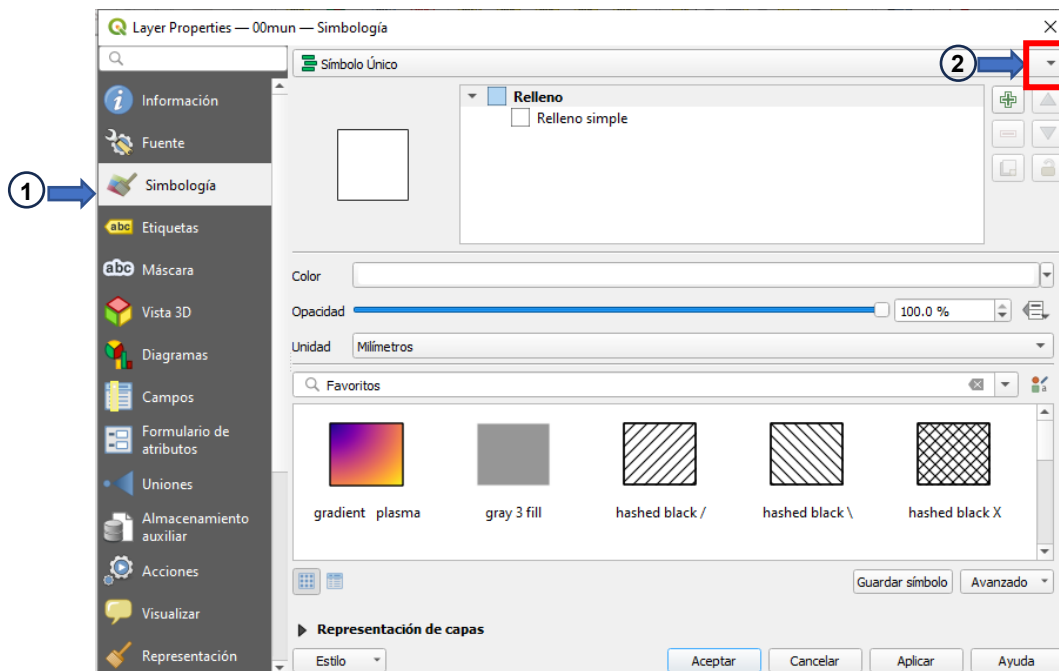 Layer Properties — 00mun — Simbología
Símbolo Único
2
Información
Fuente
1
Simbología
Etiquetas
Máscara
Vista 3D
Diagramas
Campos
Formulario de
atributos
Uniones
Almacenamiento
auxiliar
Acciones
Visualizar
Representación
abc
abc
Relleno
Relleno simple
Color
Opacidad
100.0 %
Unidad
Milímetros
Favoritos
gradient plasma
gray 3 fill
hashed black /
hashed black \
hashed black X
Guardar símbolo
Avanzado
Representación de capas
Estilo
Aceptar
Cancelar
Aplicar
Ayuda